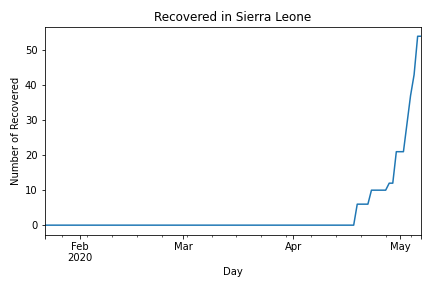 Recovered in Sierra Leone
Number of Recovered
50
40
30
20
10
0
Feb
2020
Mar
Apr
May
Day